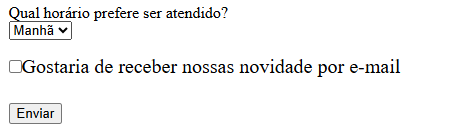 Qual horário prefere ser atendido?
Manhã
Gostaria de receber nossas novidade por e-mail
Enviar